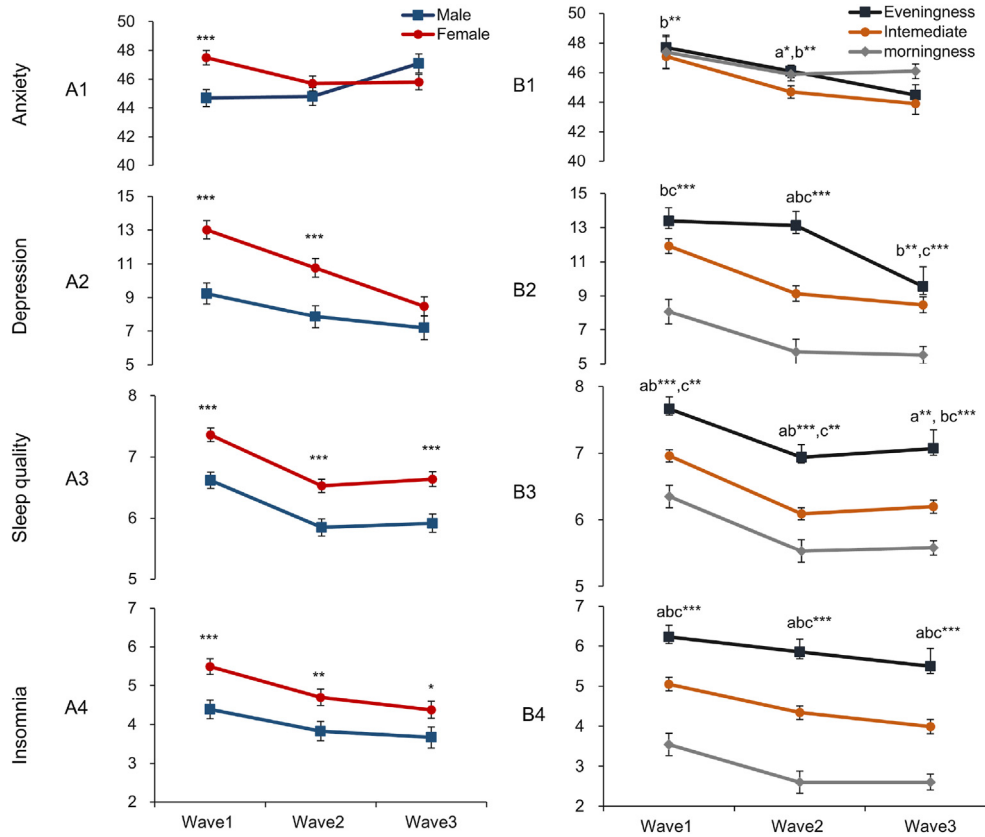 Male
Female
Anxiety
A1
50
48
46
44
42
40
***
Eveningness
Intemediate
morningness
B1
50
48
46
44
42
40
b**
a*,b**
Depression
A2
15
13
11
9
7
5
***
***
B2
15
13
11
9
7
5
bc***
abc***
b**,c***
Sleep quality
A3
8
7
6
5
***
***
***
B3
8
7
6
5
ab***,c**
ab***,c**
a**, bc***
Insomnia
A4
7
6
5
4
3
2
***
**
*
Wave1 Wave2 Wave3
B4
7
6
5
4
3
2
abc***
abc***
abc***
Wave1 Wave2 Wave3